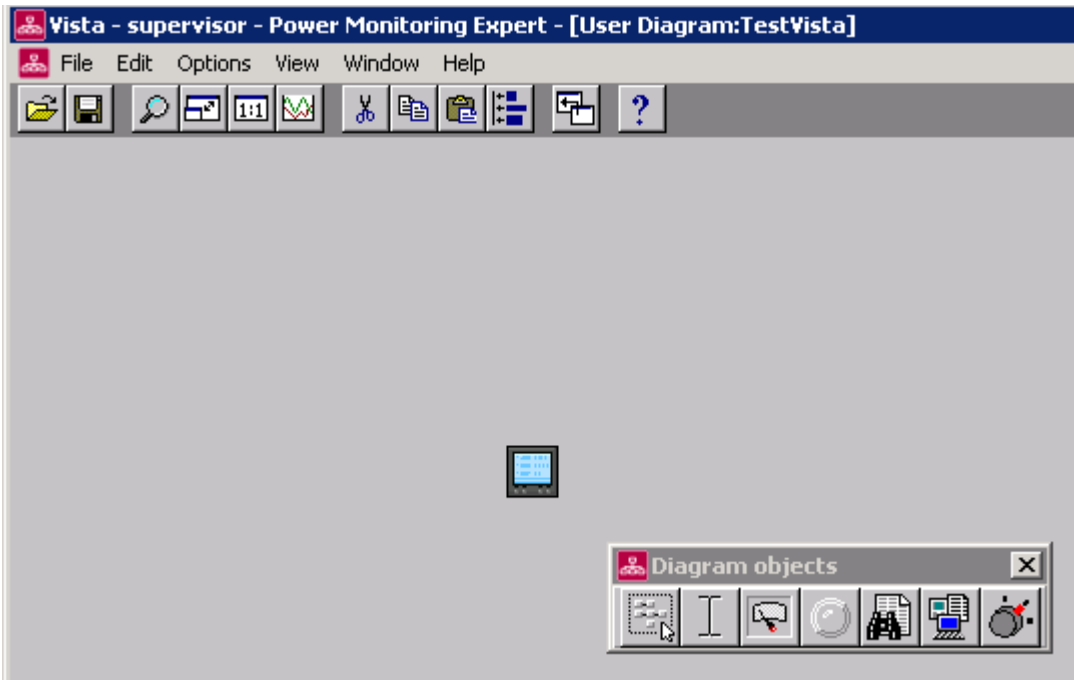 Vista - supervisor - Power Monitoring Expert - [User Diagram:TestVista]
File Edit Options View Window Help
1:1 ?
Diagram objects